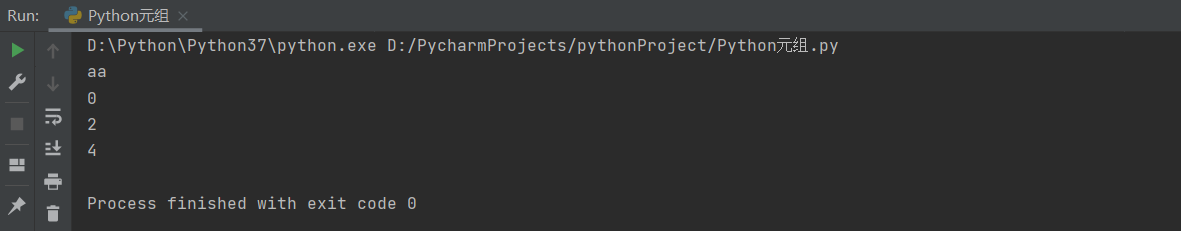 Run: Python元组
D:\Python\Python37\python.exe D:/PycharmProjects/pythonProject/Python元组.py
aa
0
2
4
Process finished with exit code 0